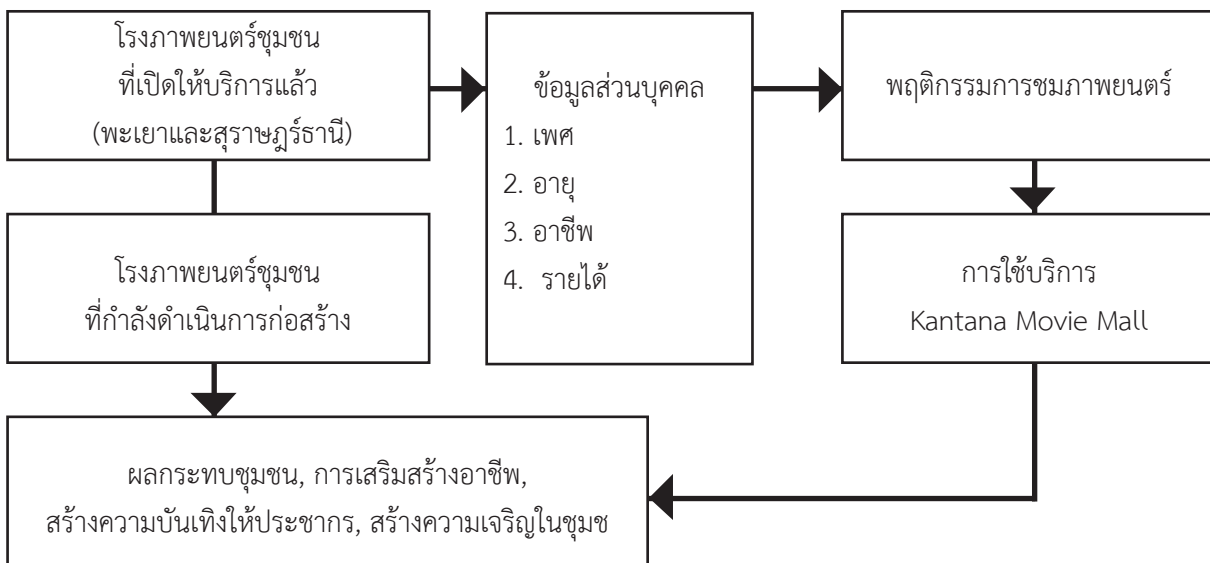 โรงภาพยนตร์ชุมชน
ที่เปิดให้บริการแล้ว
(พะเยาและสุราษฎร์ธานี)
ข้อมูลส่วนบุคคล
1. เพศ
2. อายุ
3. อาชีพ
4. รายได้
พฤติกรรมการชมภาพยนตร์
โรงภาพยนตร์ชุมชน
ที่กำลังดำเนินการก่อสร้าง
การใช้บริการ
Kantana Movie Mall
ผลกระทบชุมชน, การเสริมสร้างอาชีพ,
สร้างความบันเทิงให้ประชากร, สร้างความเจริญในชุมช